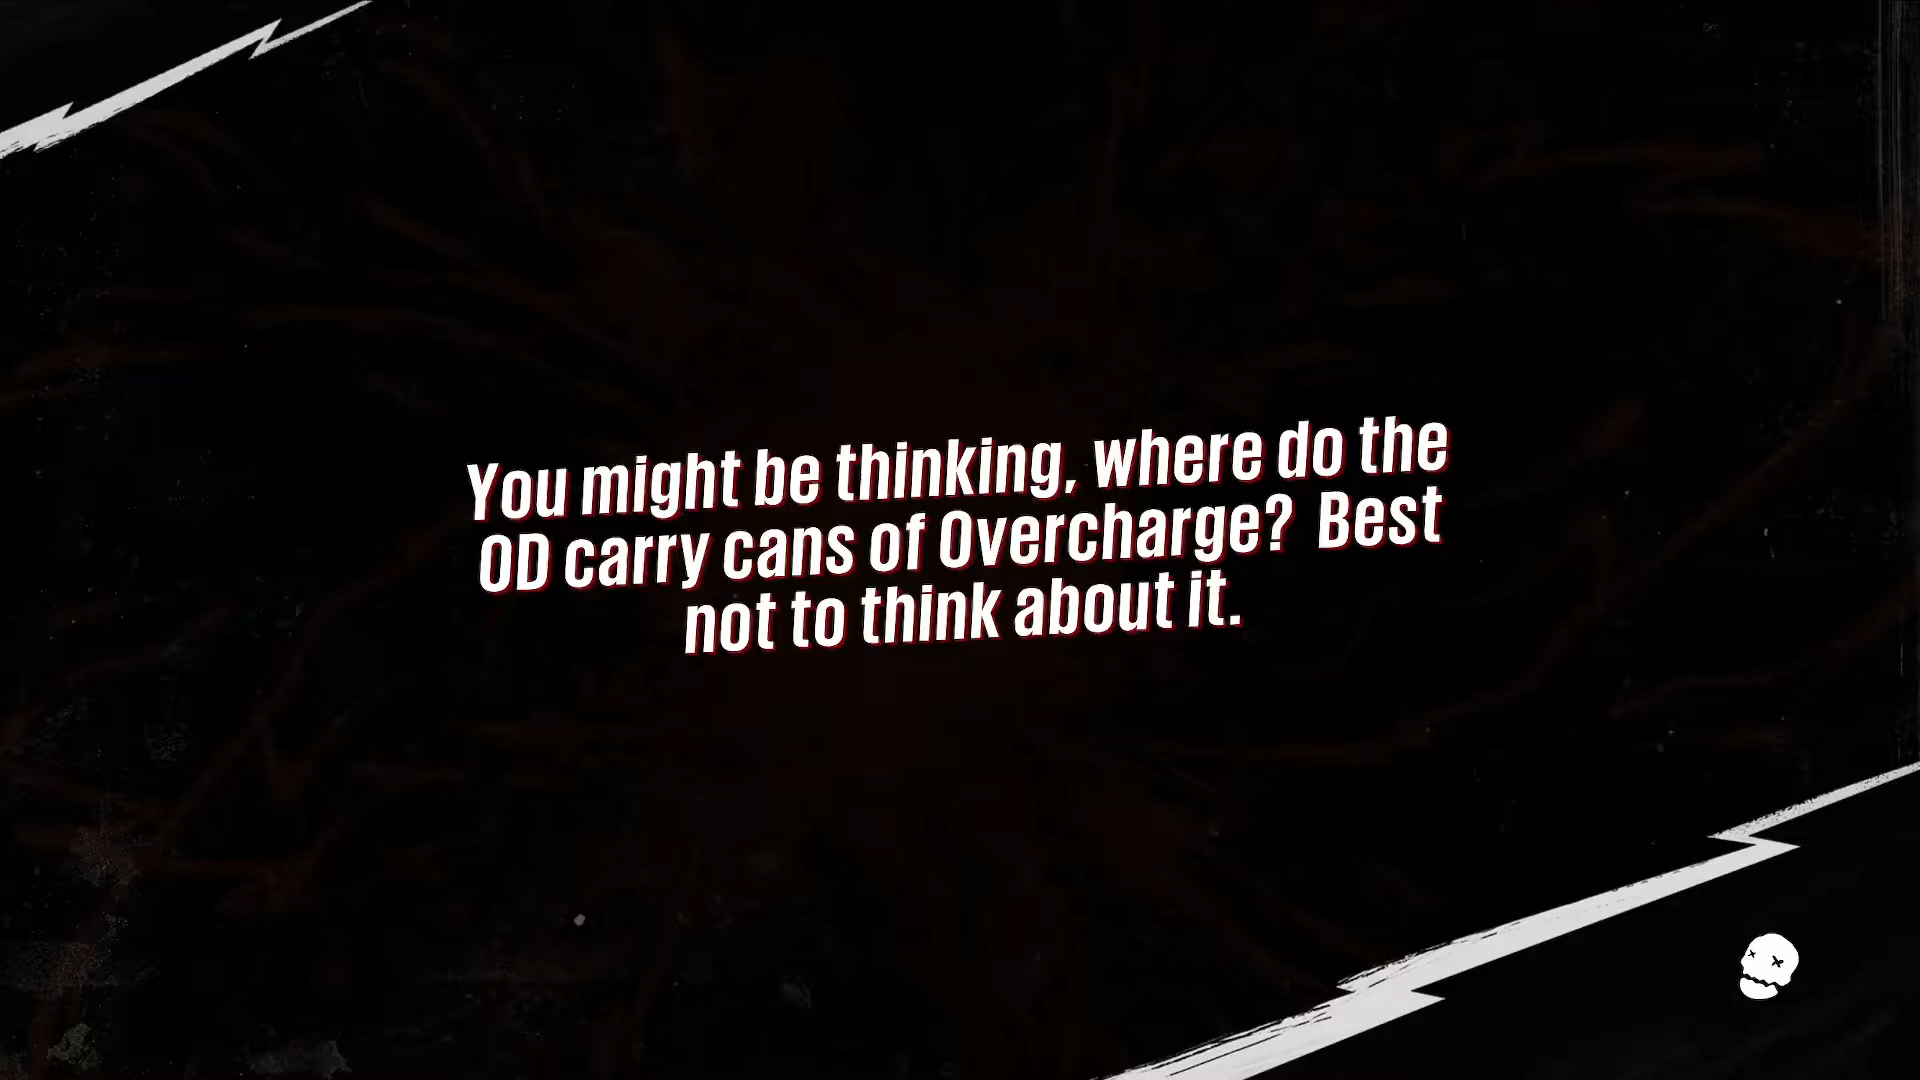 You might be thinking, where do the
OD carry cans of Overcharge? Best
not to think about it.